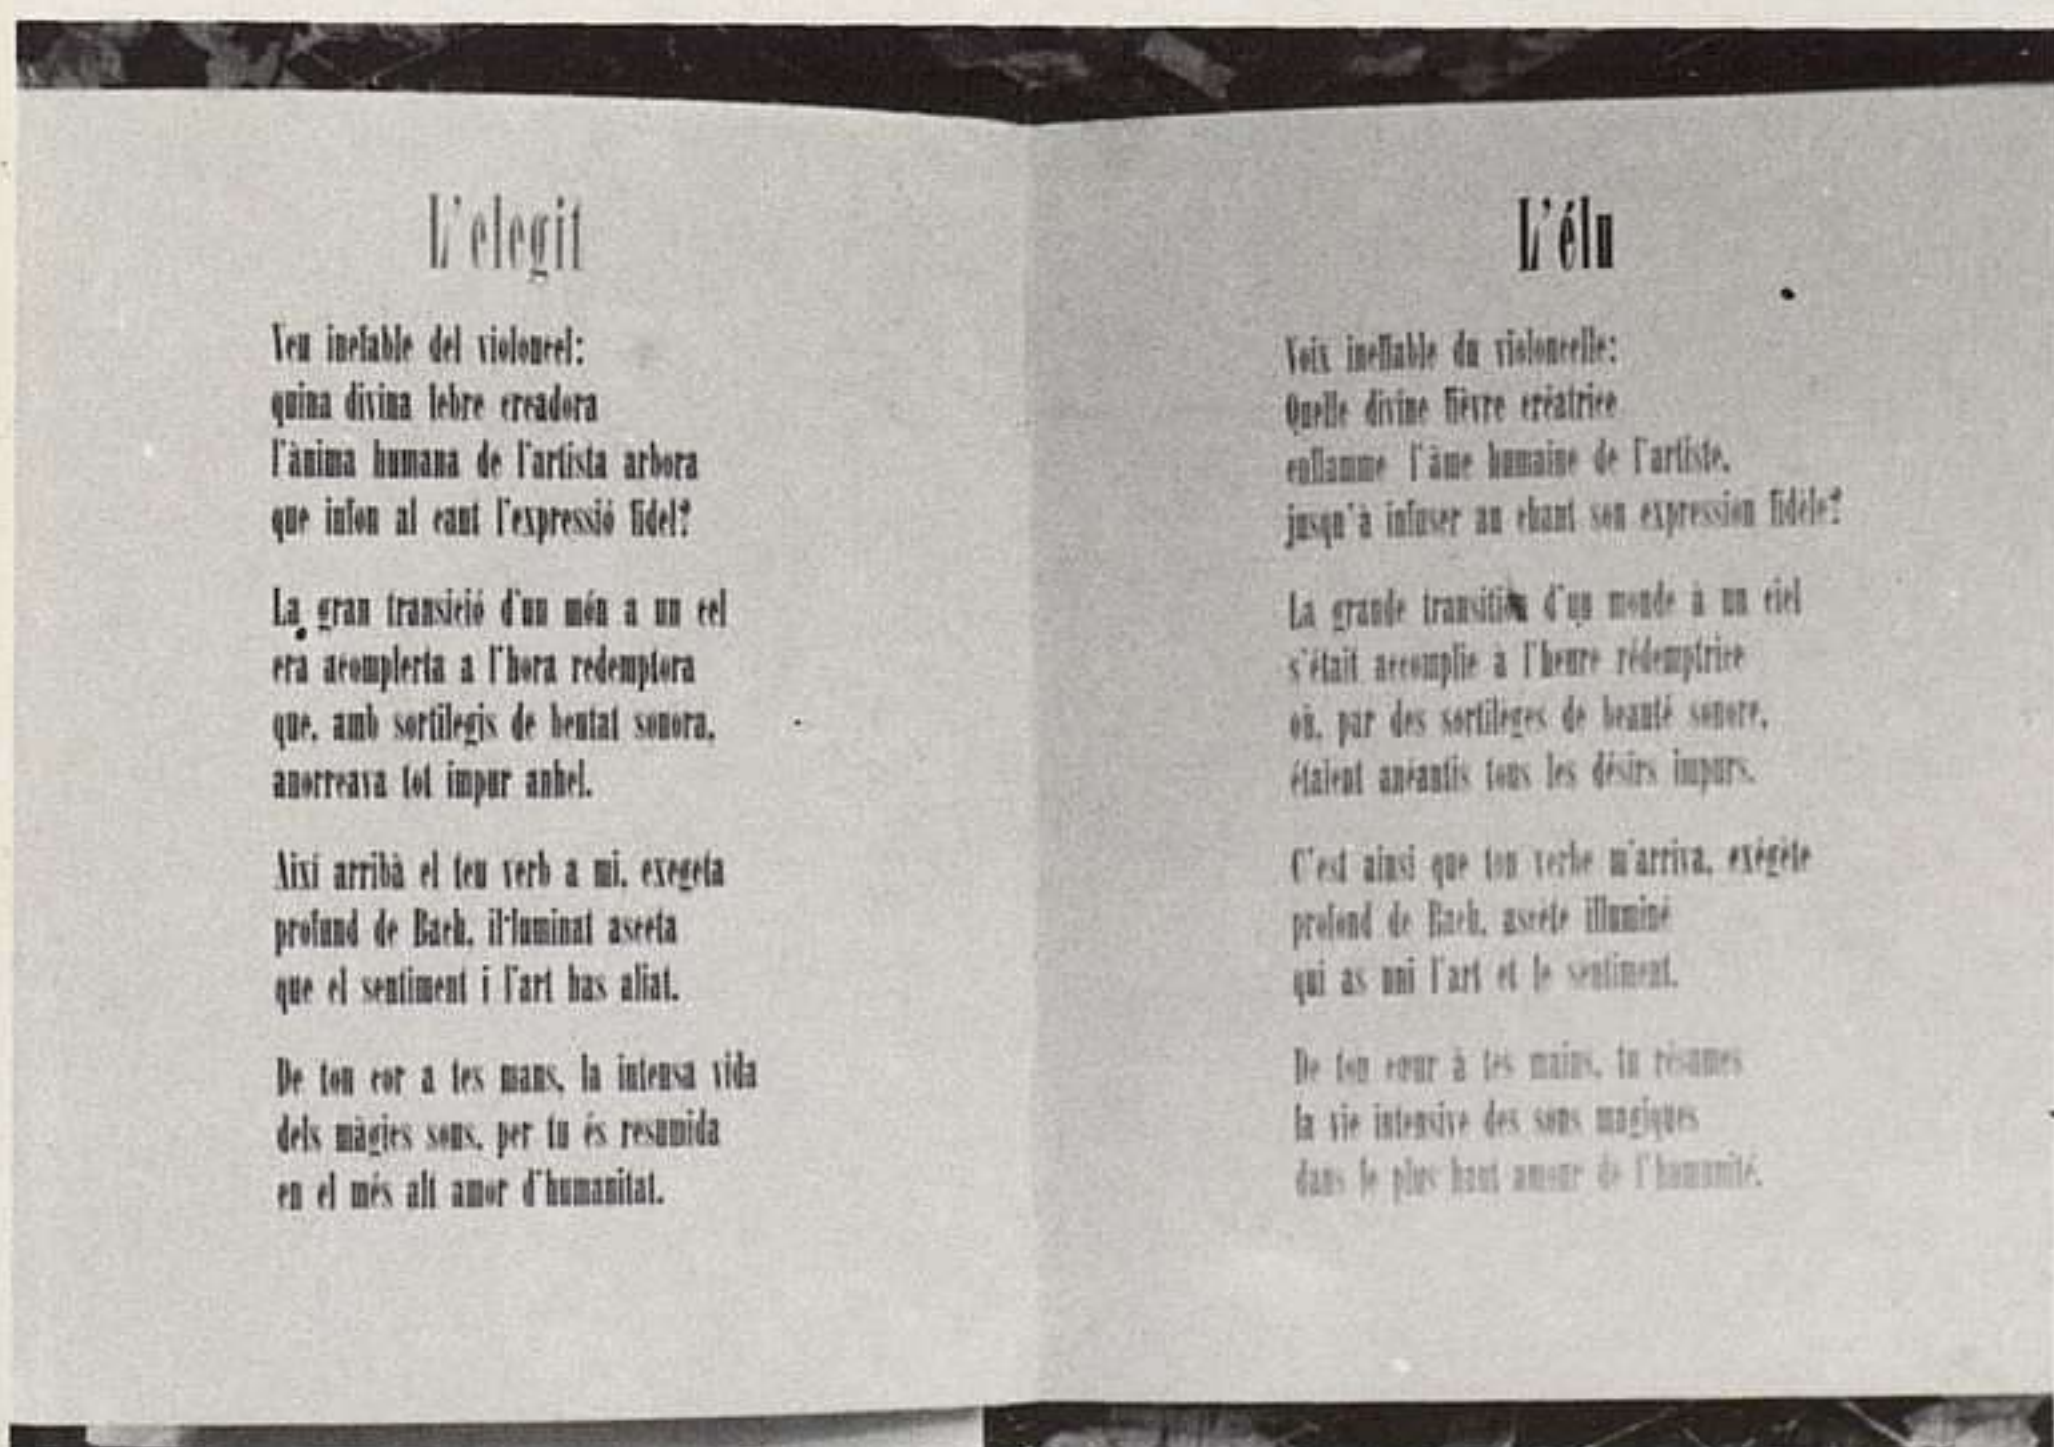 L'elegit
Veu inefable del violoncel:
quina divina febre creadora
l'ànima humana de l'artista arbora
que infon al cant l'expressió fidel?
La gran transició d'un món a un cel
era acomplerta a l'hora redemptora
que, amb sortilegis de beutat sonora,
anorreava tot impur anhel.
Així arribà el teu verb a mi, exegeta
profund de Bach, il·luminat asceta
que el sentiment i l'art has aliat.
De ton cor a tes mans, la intensa vida
dels màgics sons, per tu és resumida
en el més alt amor d'humanitat.
L'élu
Voix ineffable du violoncelle:
Quelle divine fièvre créatrice
enflamme l'âme humaine de l'artiste,
jusqu'à infuser au chant son expression fidèle?
La grande transition d'un monde à un ciel
s'était accomplie à l'heure rédemptrice
où, par des sortilèges de beauté sonore,
étaient anéantis tous les désirs impurs.
C'est ainsi que ton verbe m'arriva, exégète
profond de Bach, ascète illuminé
qui as uni l'art et le sentiment.
De ton cœur à tes mains, tu résumes
la vie intensive des sons magiques
dans le plus haut amour de l'humanité.